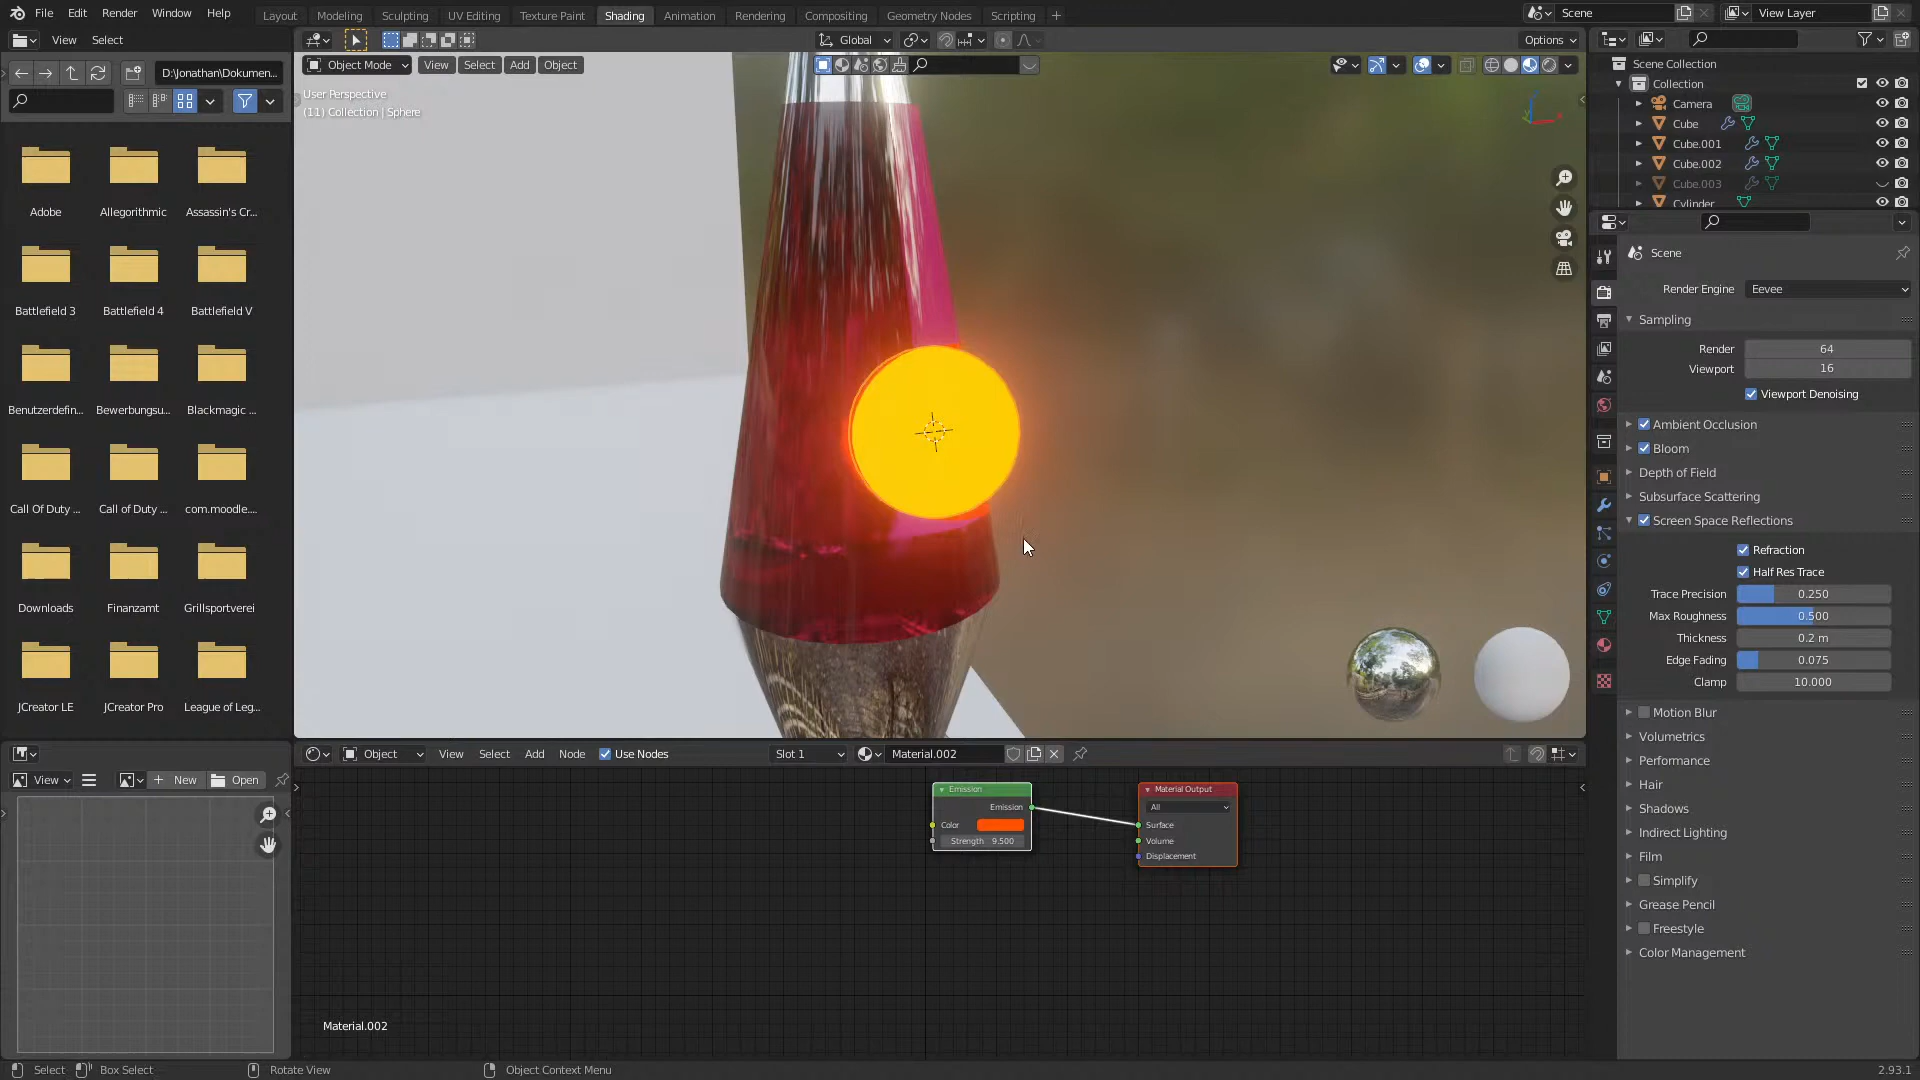 File Edit Render Window Help
Layout Modeling Sculpting UV Editing Texture Paint Shading Animation Rendering Compositing Geometry Nodes Scripting
Scene
View Layer
View Select
Global
Options
D:\Jonathan\Dokumen...
Object Mode View Select Add Object
User Perspective
(11) Collection | Sphere
Adobe
Allegorithmic
Assassin's Cr...
Battlefield 3
Battlefield 4
Battlefield V
Benutzerdefin...
Bewerbungsu...
Blackmagic ...
Call Of Duty ...
Call of Duty ...
com.moodle....
Downloads
Finanzamt
Grillsportverei
JCreator LE
JCreator Pro
League of Leg...
Scene Collection
Collection
Camera
Cube
Cube.001
Cube.002
Cube.003
Cylinder
Scene
Render Engine Eevee
Sampling
Render 64
Viewport 16
Viewport Denoising
Ambient Occlusion
Bloom
Depth of Field
Subsurface Scattering
Screen Space Reflections
Refraction
Half Res Trace
Trace Precision 0.250
Max Roughness 0.500
Thickness 0.2 m
Edge Fading 0.075
Clamp 10.000
Motion Blur
Volumetrics
Performance
Hair
Shadows
Indirect Lighting
Film
Simplify
Grease Pencil
Freestyle
Color Management
View New Open
Object View Select Add Node Use Nodes Slot 1 Material.002
Emission
Emission
Color
Strength 9.500
Material Output
All
Surface
Volume
Displacement
Material.002
Select Box Select Rotate View Object Context Menu 2.93.1